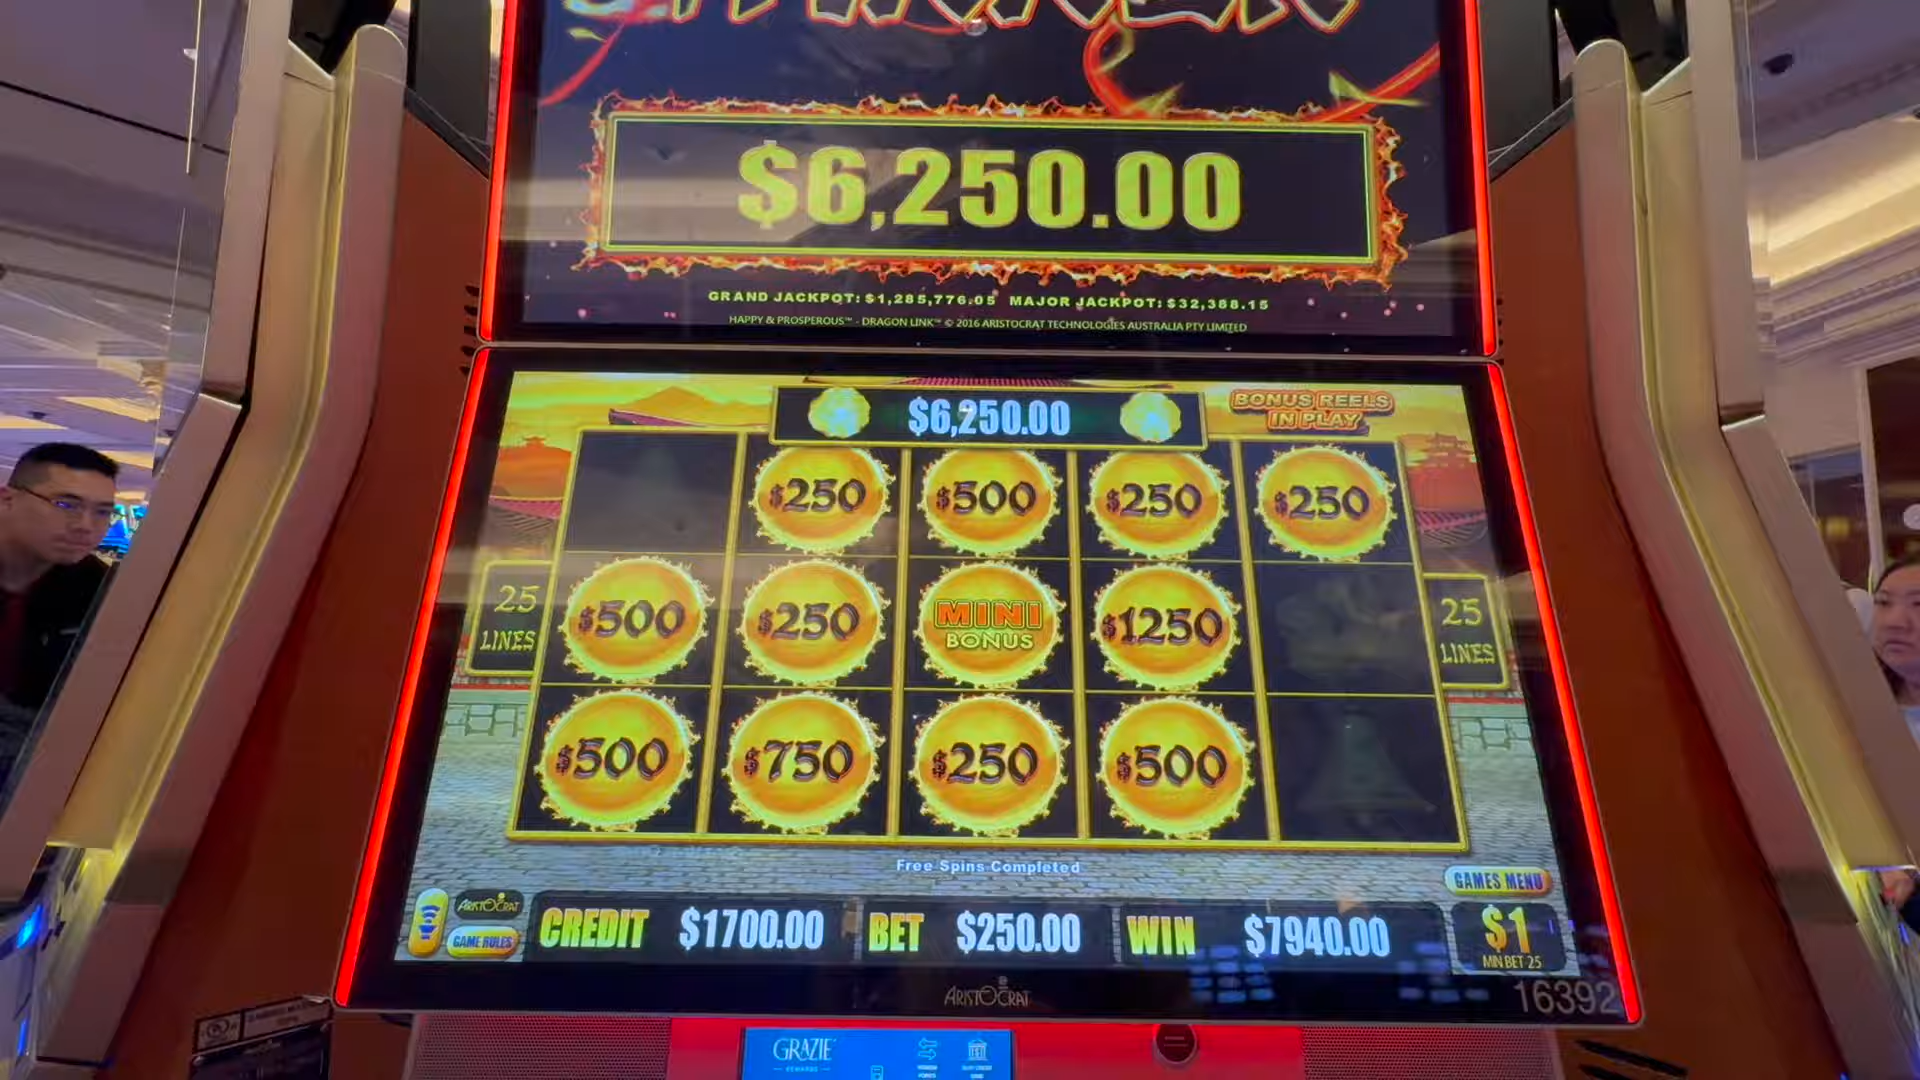 $6,250.00
GRAND JACKPOT: $1,285,776.05 MAJOR JACKPOT: $32,388.15
HAPPY & PROSPEROUS™ - DRAGON LINK™ © 2016 ARISTOCRAT TECHNOLOGIES AUSTRALIA PTY LIMITED
$6,250.00
BONUS REELS
IN PLAY
$250 $500 $250 $250
25
LINES
$500 $250 MINI
BONUS
$1250
25
LINES
$500 $750 $250 $500
Free Spins Completed
GAMES MENU
ARISTOCRAT
GAME RULES
CREDIT $1700.00 BET $250.00 WIN $7940.00
$1
MIN BET 25
ARISTOCRAT
16392
GRAZIE
REWARDS